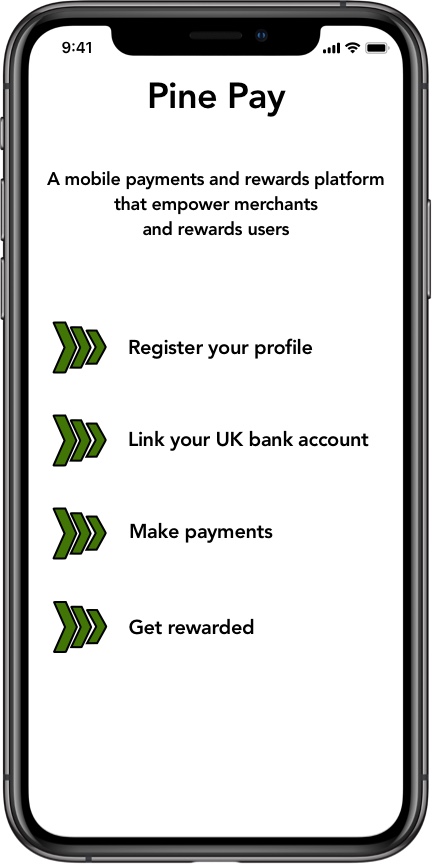 9:41
Pine Pay
A mobile payments and rewards platform
that empower merchants
and rewards users
Register your profile
Link your UK bank account
Make payments
Get rewarded